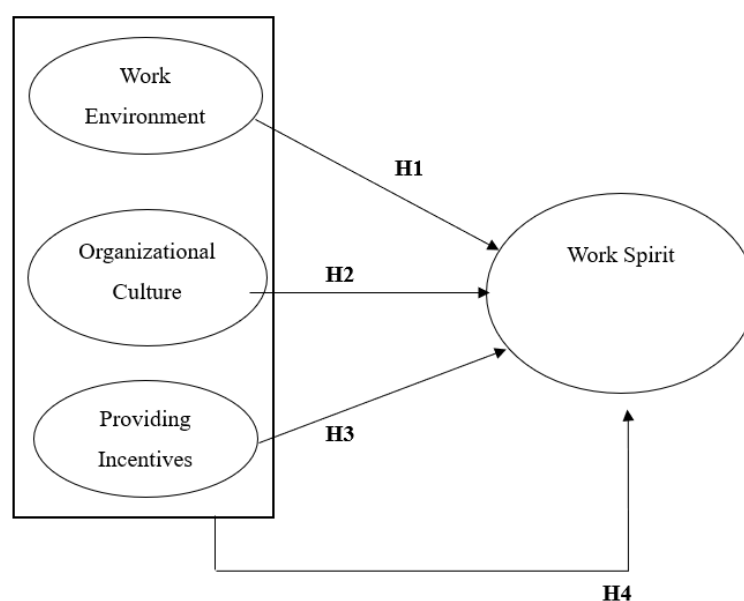 Work
Environment
H1
Organizational
Culture
H2
Work Spirit
Providing
Incentives
H3
H4